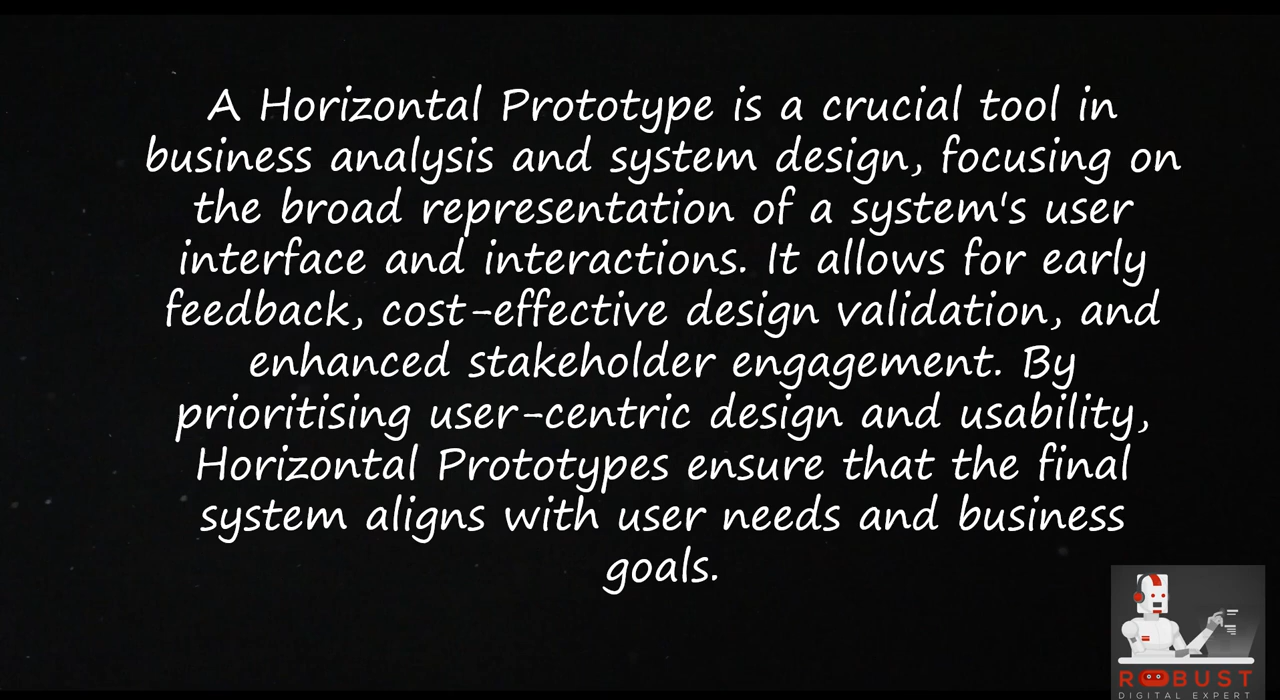 A Horizontal Prototype is a crucial tool in
business analysis and system design, focusing on
the broad representation of a system's user
interface and interactions. It allows for early
feedback, cost-effective design validation, and
enhanced stakeholder engagement. By
prioritising user-centric design and usability,
Horizontal Prototypes ensure that the final
system aligns with user needs and business
goals.
ROBUST
DIGITAL EXPERT